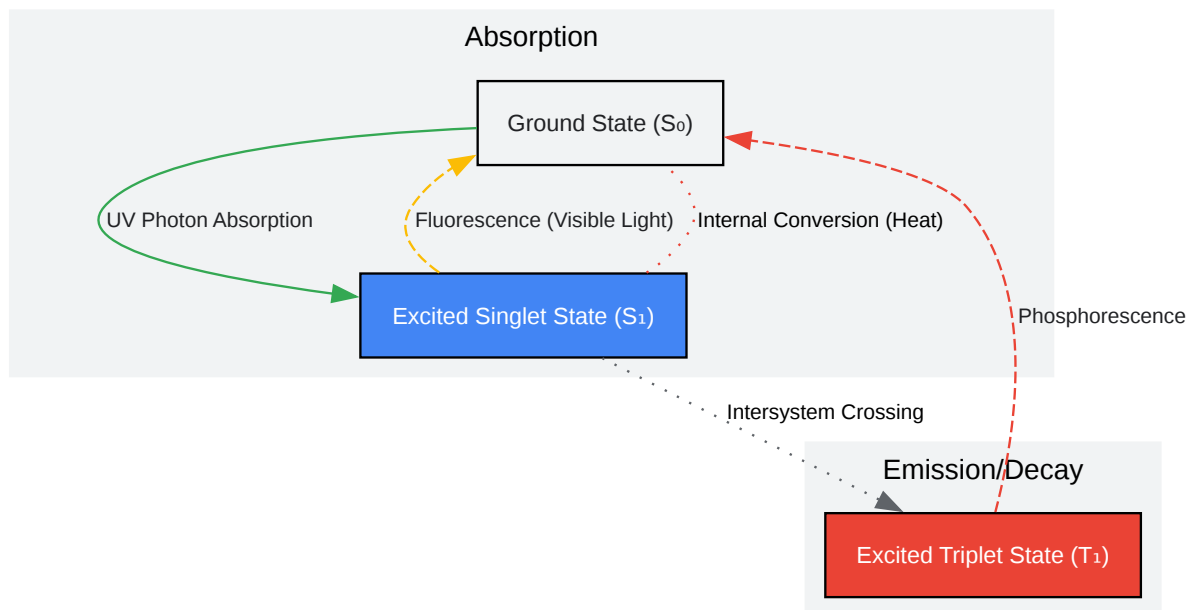 Absorption
Ground State (S₀)
UV Photon Absorption
Fluorescence (Visible Light)
Internal Conversion (Heat)
Excited Singlet State (S₁)
Phosphorescence
Intersystem Crossing
Emission/Decay
Excited Triplet State (T₁)